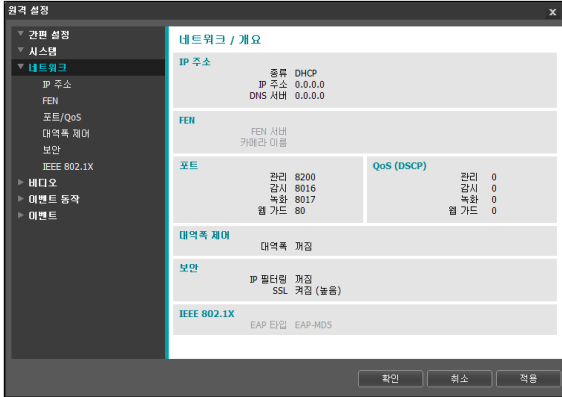 원격 설정
x
간편 설정
시스템
네트워크
IP 주소
FEN
포트/QoS
대역폭 제어
보안
IEEE 802.1X
비디오
이벤트 동작
이벤트
네트워크 / 개요
IP 주소
종류 DHCP
IP 주소 0.0.0.0
DNS 서버 0.0.0.0
FEN
FEN 서버
카메라 이름
포트
관리 8200
감시 8016
녹화 8017
웹 가드 80
QoS (DSCP)
관리 0
감시 0
녹화 0
웹 가드 0
대역폭 제어
대역폭 꺼짐
보안
IP 필터링 꺼짐
SSL 켜짐 (높음)
IEEE 802.1X
EAP 타입 EAP-MD5
확인
취소
적용